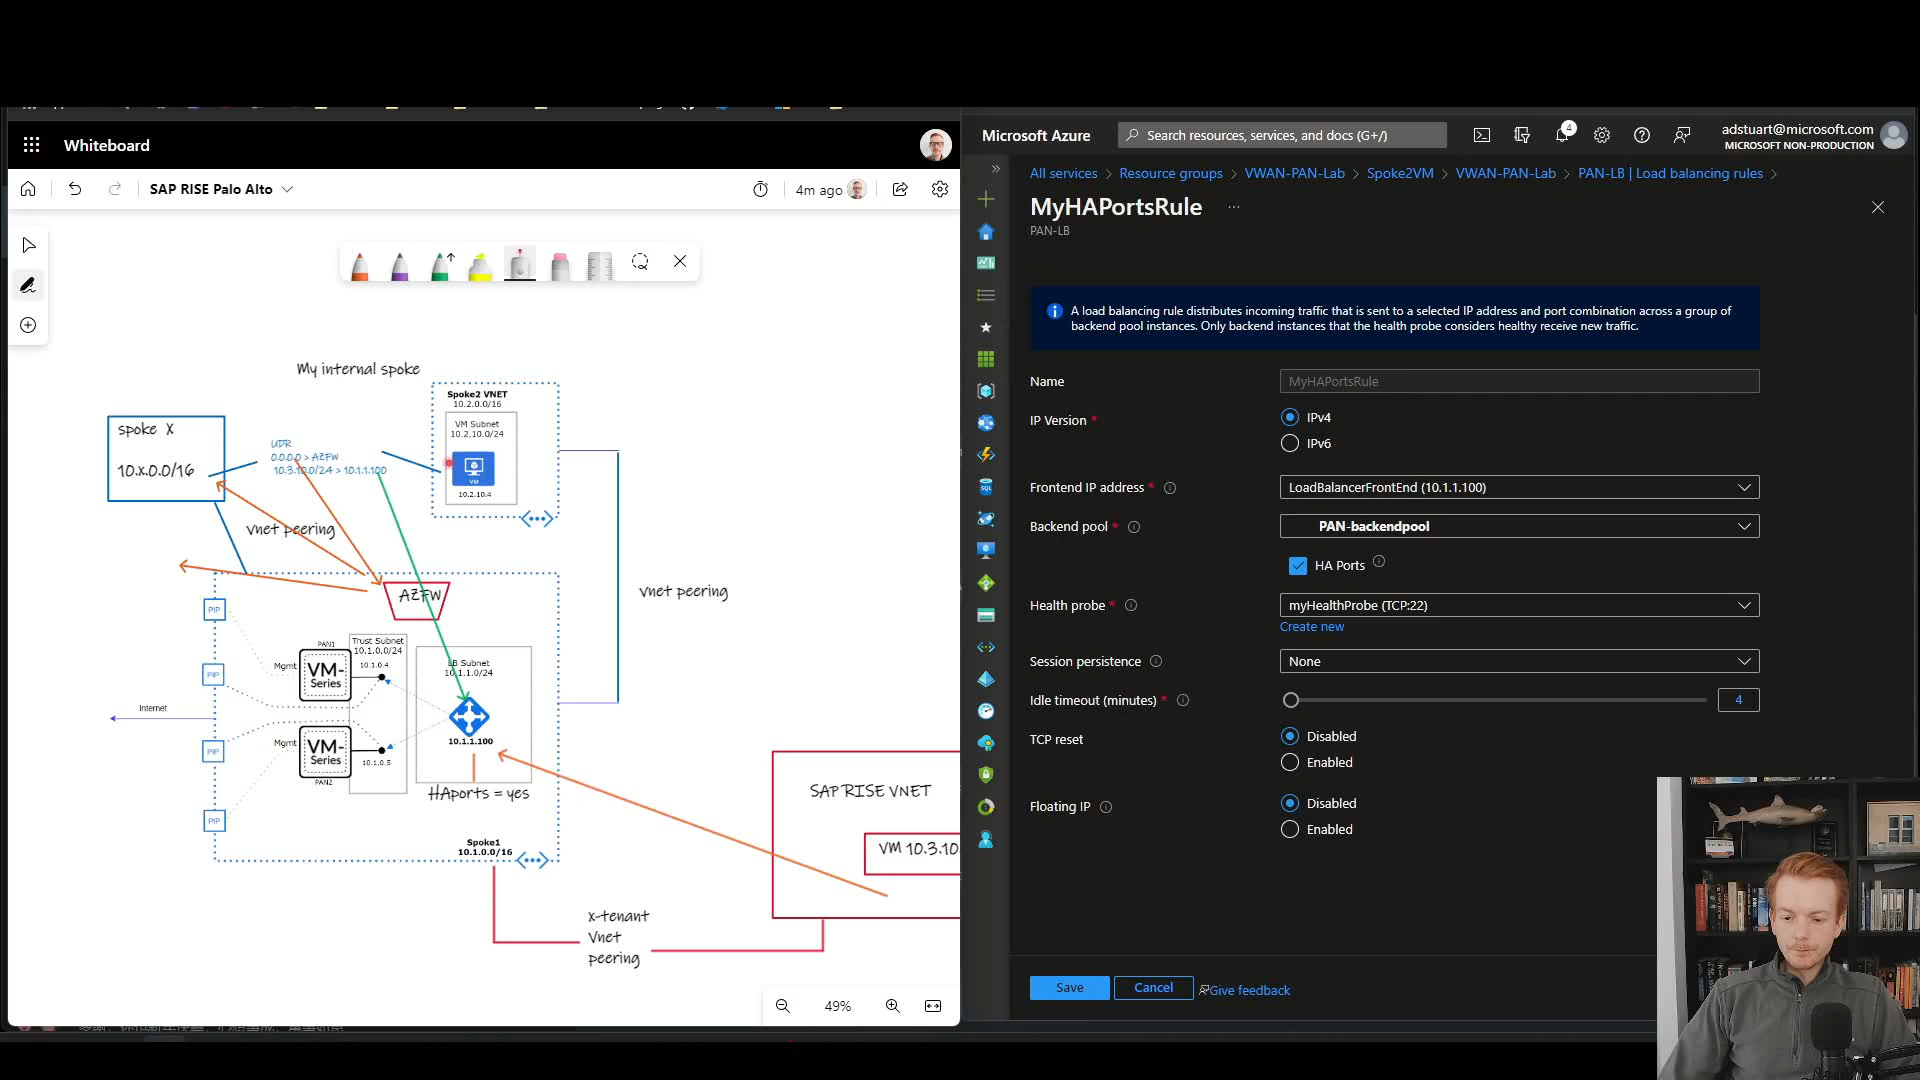 Whiteboard
SAP RISE Palo Alto
4m ago
My internal spoke
Spoke2 VNET
10.2.0.0/16
VM Subnet
10.2.10.0/24
VM
10.2.10.4
spoke X
10.x.0.0/16
UDR
0.0.0.0 > AZFW
10.3.10.0/24 > 10.1.1.100
Vnet peering
Vnet peering
AZFW
PIP
PIP
PIP
PIP
Internet
PAN1
Mgmt
VM-
Series
Trust Subnet
10.1.0.0/24
10.1.0.4
Mgmt
VM-
Series
PAN2
10.1.0.5
LB Subnet
10.1.1.0/24
10.1.1.100
HAports = yes
Spoke1
10.1.0.0/16
SAP RISE VNET
VM 10.3.10.
x-tenant
Vnet
peering
49%
Microsoft Azure
Search resources, services, and docs (G+/)
4
adstuart@microsoft.com
MICROSOFT NON-PRODUCTION
All services > Resource groups > VWAN-PAN-Lab > Spoke2VM > VWAN-PAN-Lab > PAN-LB | Load balancing rules >
MyHAPortsRule ...
PAN-LB
A load balancing rule distributes incoming traffic that is sent to a selected IP address and port combination across a group of
backend pool instances. Only backend instances that the health probe considers healthy receive new traffic.
Name
MyHAPortsRule
IP Version *
IPv4
IPv6
Frontend IP address *
LoadBalancerFrontEnd (10.1.1.100)
Backend pool *
PAN-backendpool
HA Ports
Health probe *
myHealthProbe (TCP:22)
Create new
Session persistence
None
Idle timeout (minutes) *
4
TCP reset
Disabled
Enabled
Floating IP
Disabled
Enabled
Save
Cancel
Give feedback